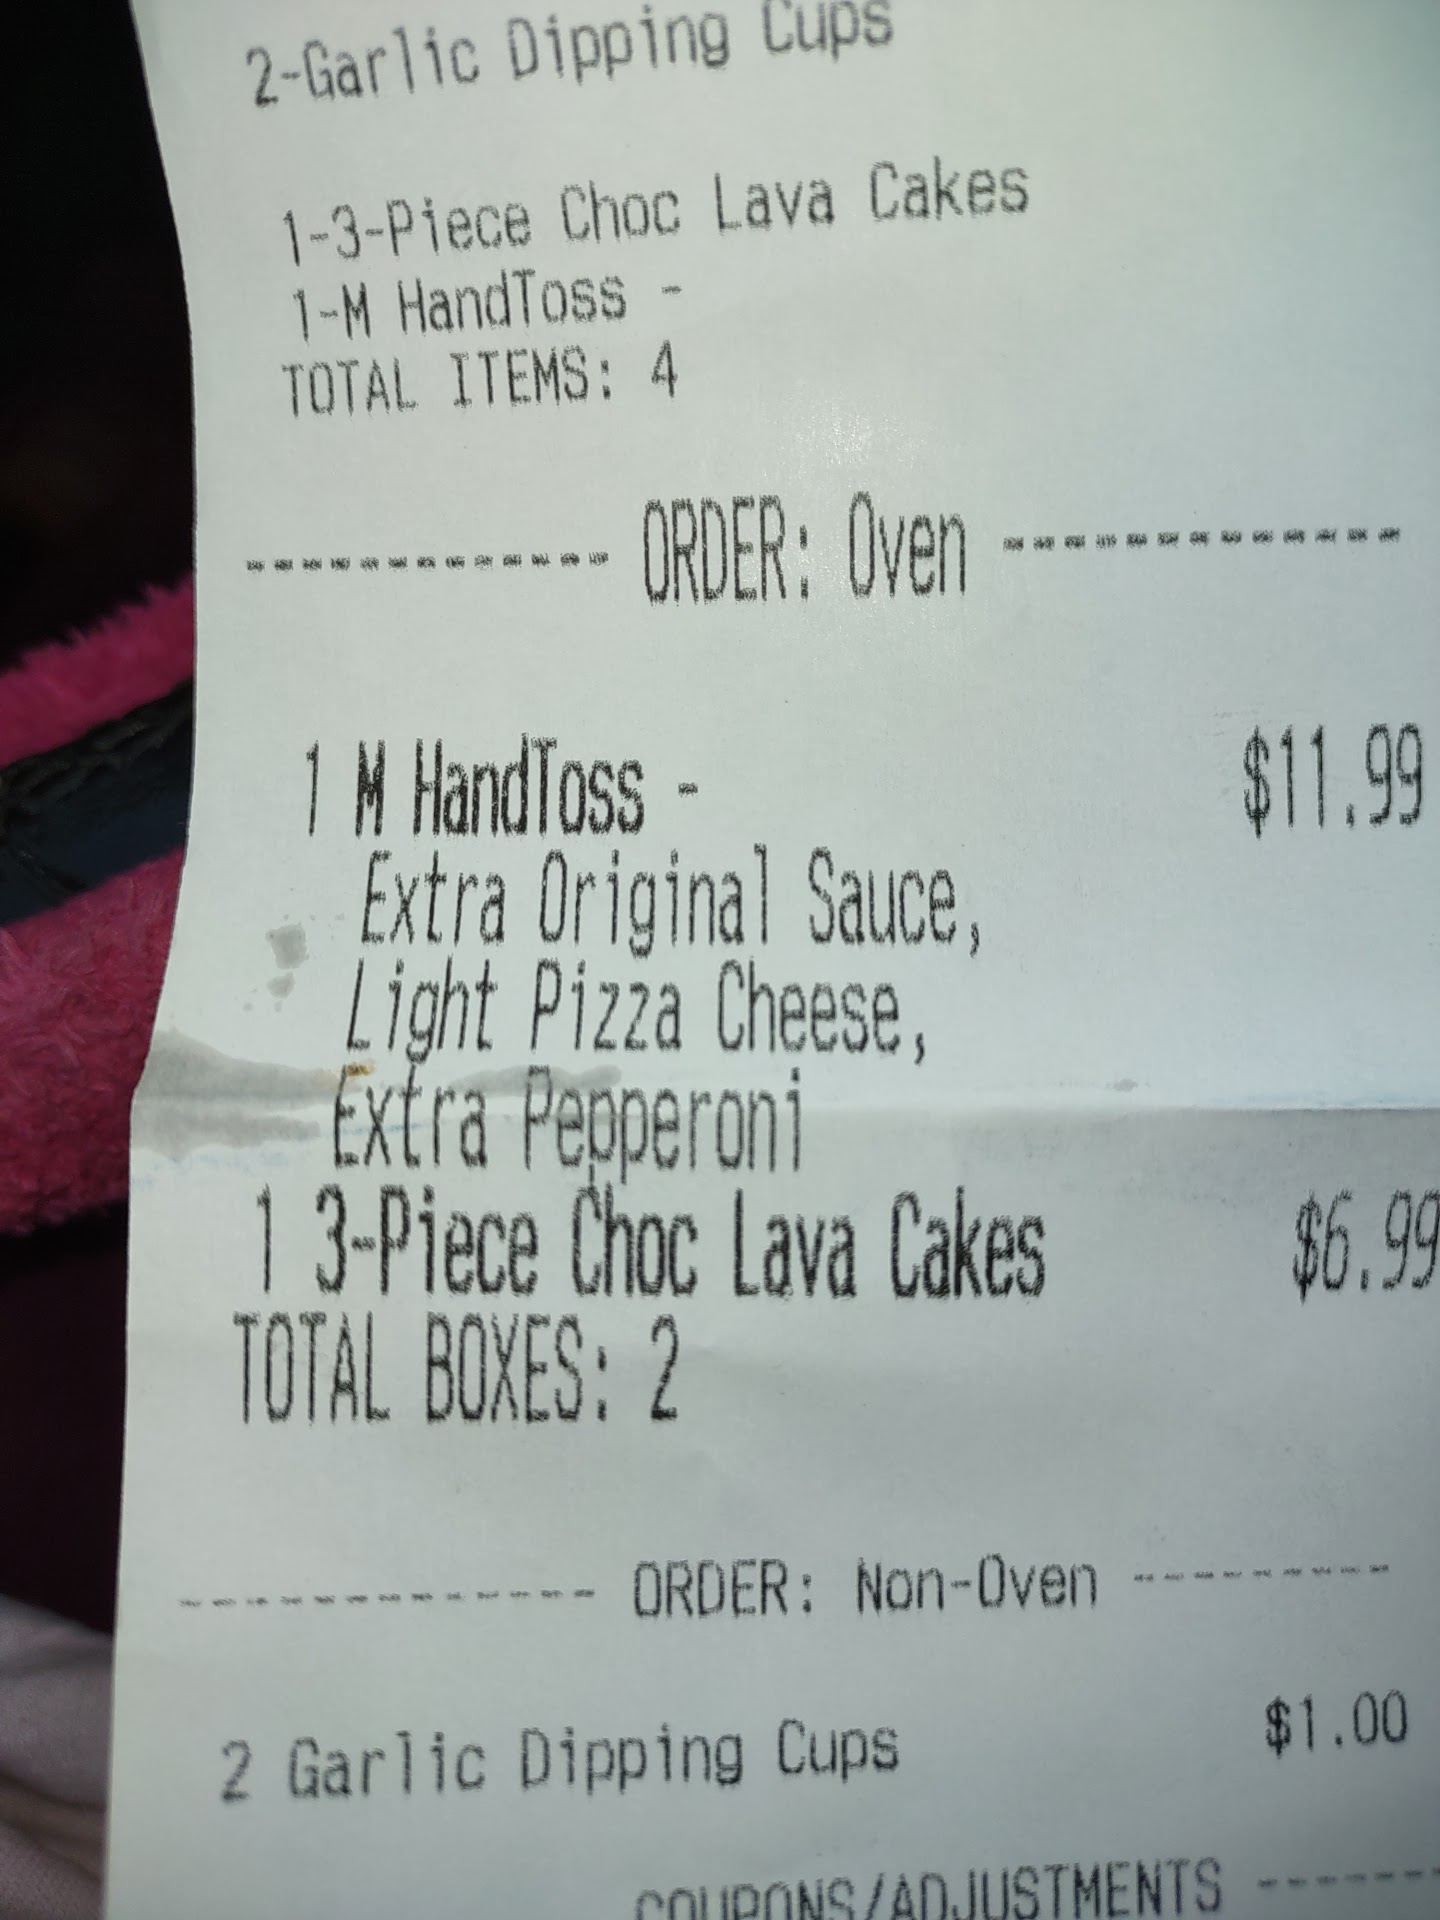 2-Garlic Dipping Cups
1-3-Piece Choc Lava Cakes
1-M HandToss -
TOTAL ITEMS: 4
------------- ORDER: Oven -------------
1 M HandToss - $11.99
Extra Original Sauce,
Light Pizza Cheese,
Extra Pepperoni
1 3-Piece Choc Lava Cakes $6.99
TOTAL BOXES: 2
-------------- ORDER: Non-Oven ---------
2 Garlic Dipping Cups $1.00
COUPONS/ADJUSTMENTS ------